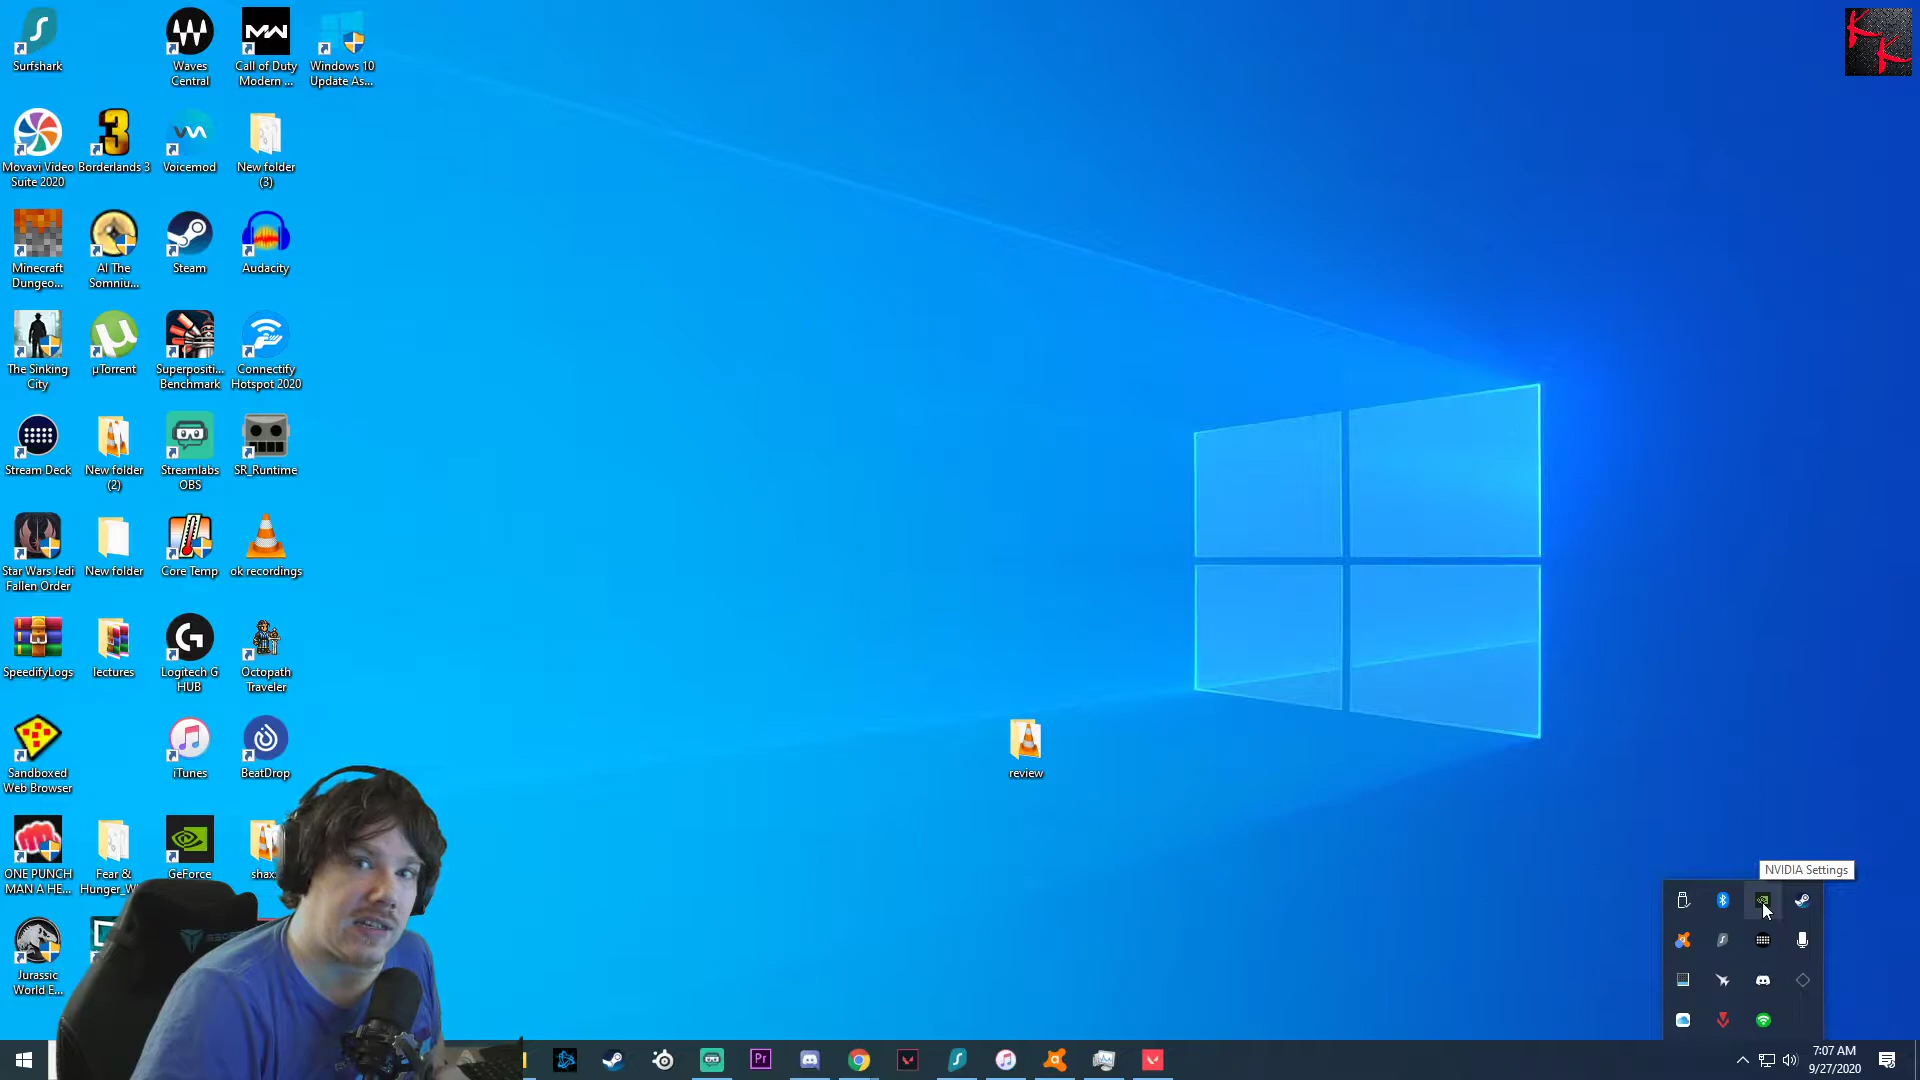 Surfshark
Waves
Central
Call of Duty
Modern ...
Windows 10
Update As...
Movavi Video
Suite 2020
Borderlands 3
Voicemod
New folder
(3)
Minecraft
Dungeo...
AI The
Somniu...
Steam
Audacity
The Sinking
City
µTorrent
Superpositi...
Benchmark
Connectify
Hotspot 2020
Stream Deck
New folder
(2)
Streamlabs
OBS
SR_Runtime
Star Wars Jedi
Fallen Order
New folder
Core Temp
ok recordings
SpeedifyLogs
lectures
Logitech G
HUB
Octopath
Traveler
Sandboxed
Web Browser
iTunes
BeatDrop
review
ONE PUNCH
MAN A HE...
Fear &
Hunger_W
GeForce
NVIDIA Settings
Jurassic
World E...
7:07 AM
9/27/2020